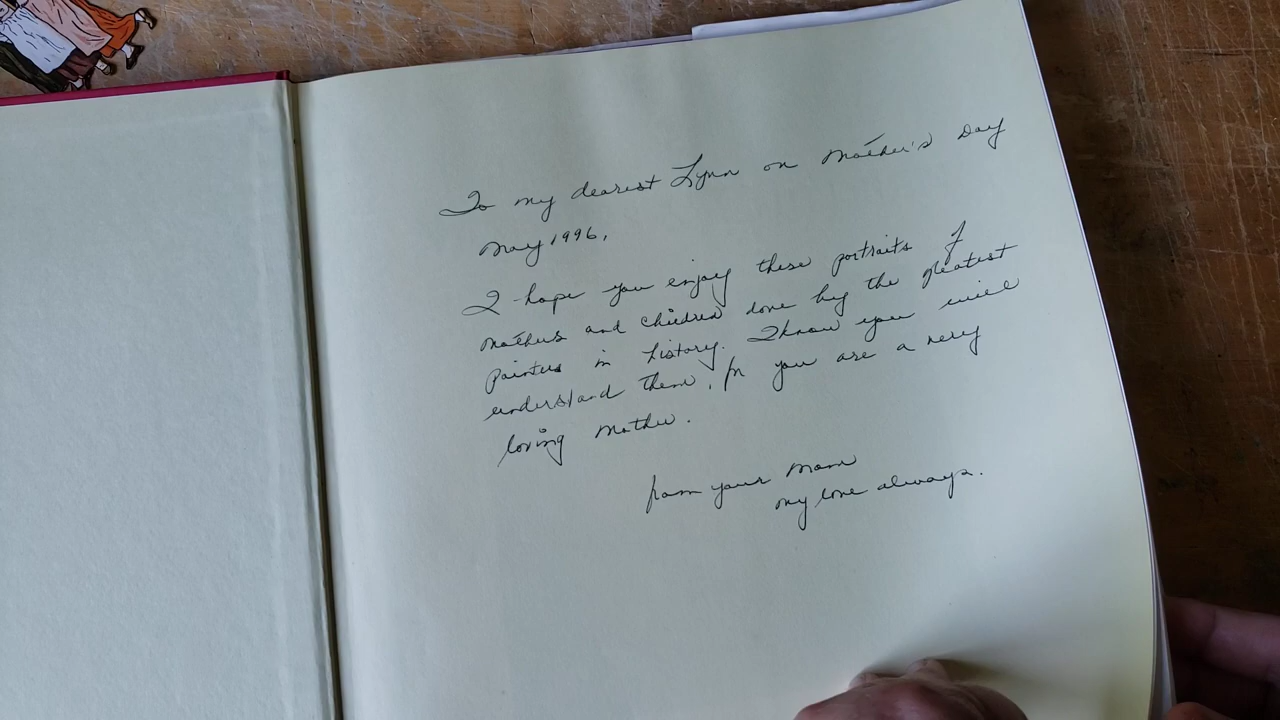 To my dearest Lynn on Mother's Day
May 1996,
I hope you enjoy these portraits of
mothers and children done by the greatest
painters in history. I know you will
understand them, for you are a very
loving mother.
from your Mom
my love always.